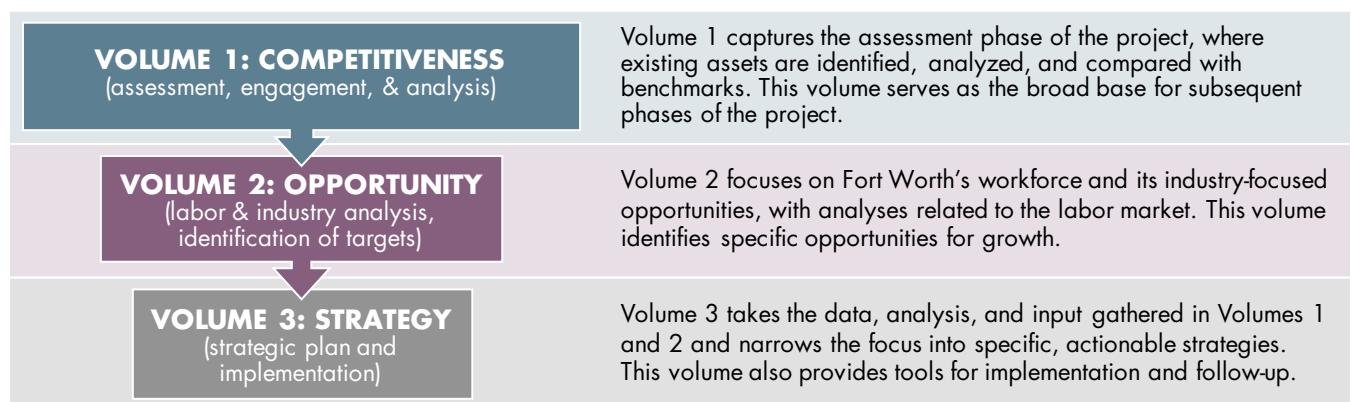 VOLUME 1: COMPETITIVENESS
(assessment, engagement, & analysis)
Volume 1 captures the assessment phase of the project, where
existing assets are identified, analyzed, and compared with
benchmarks. This volume serves as the broad base for subsequent
phases of the project.
VOLUME 2: OPPORTUNITY
(labor & industry analysis,
identification of targets)
Volume 2 focuses on Fort Worth’s workforce and its industry-focused
opportunities, with analyses related to the labor market. This volume
identifies specific opportunities for growth.
VOLUME 3: STRATEGY
(strategic plan and
implementation)
Volume 3 takes the data, analysis, and input gathered in Volumes 1
and 2 and narrows the focus into specific, actionable strategies.
This volume also provides tools for implementation and follow-up.